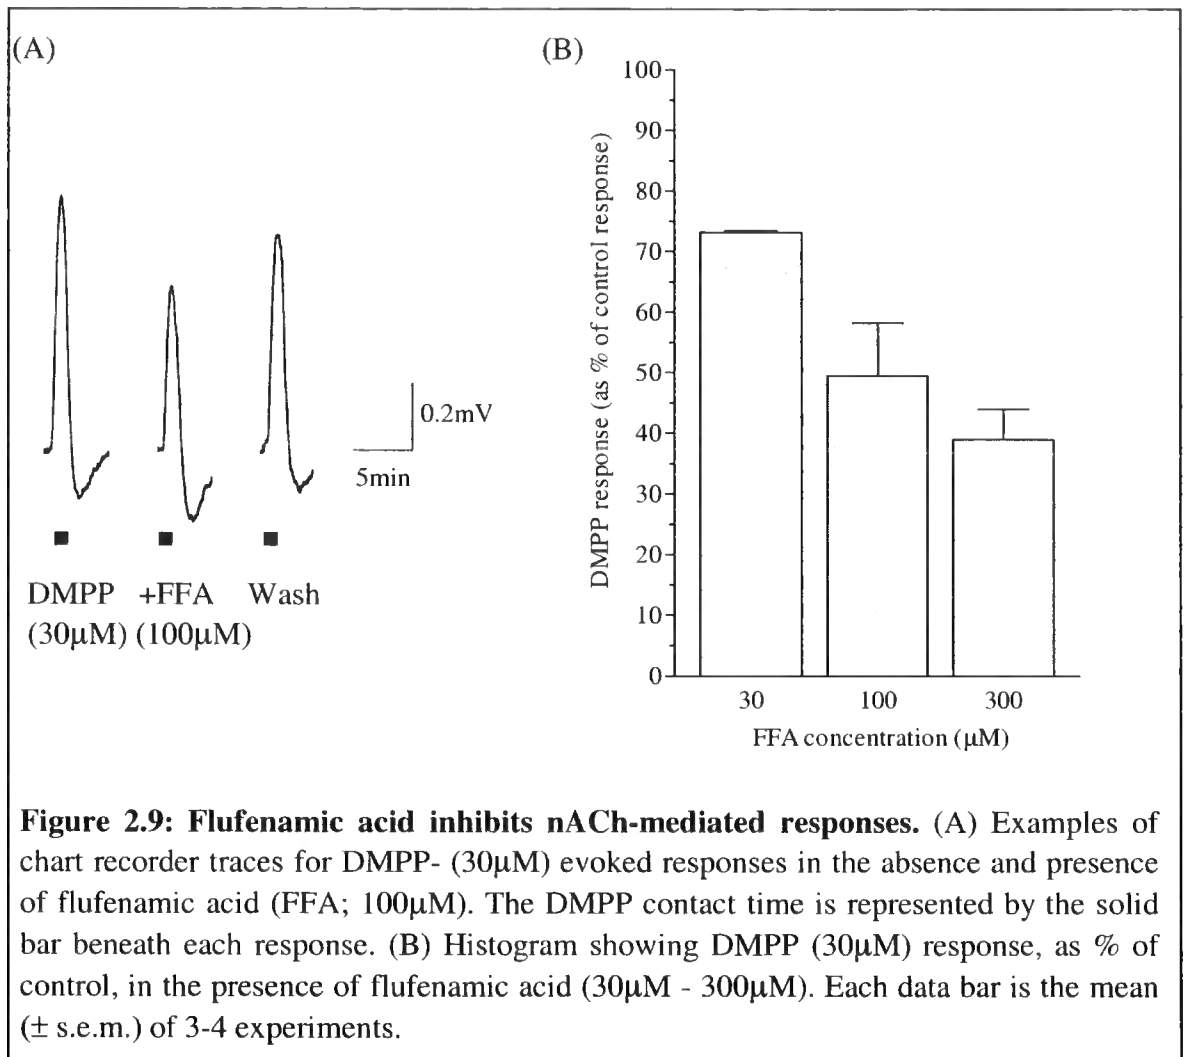 (A)
0.2mV
5min
DMPP +FFA Wash
(30µM) (100µM)
(B)
DMPP response (as % of control response)
100
90
80
70
60
50
40
30
20
10
0
30 100 300
FFA concentration (µM)
Figure 2.9: Flufenamic acid inhibits nACh-mediated responses. (A) Examples of
chart recorder traces for DMPP- (30µM) evoked responses in the absence and presence
of flufenamic acid (FFA; 100µM). The DMPP contact time is represented by the solid
bar beneath each response. (B) Histogram showing DMPP (30µM) response, as % of
control, in the presence of flufenamic acid (30µM - 300µM). Each data bar is the mean
(± s.e.m.) of 3-4 experiments.